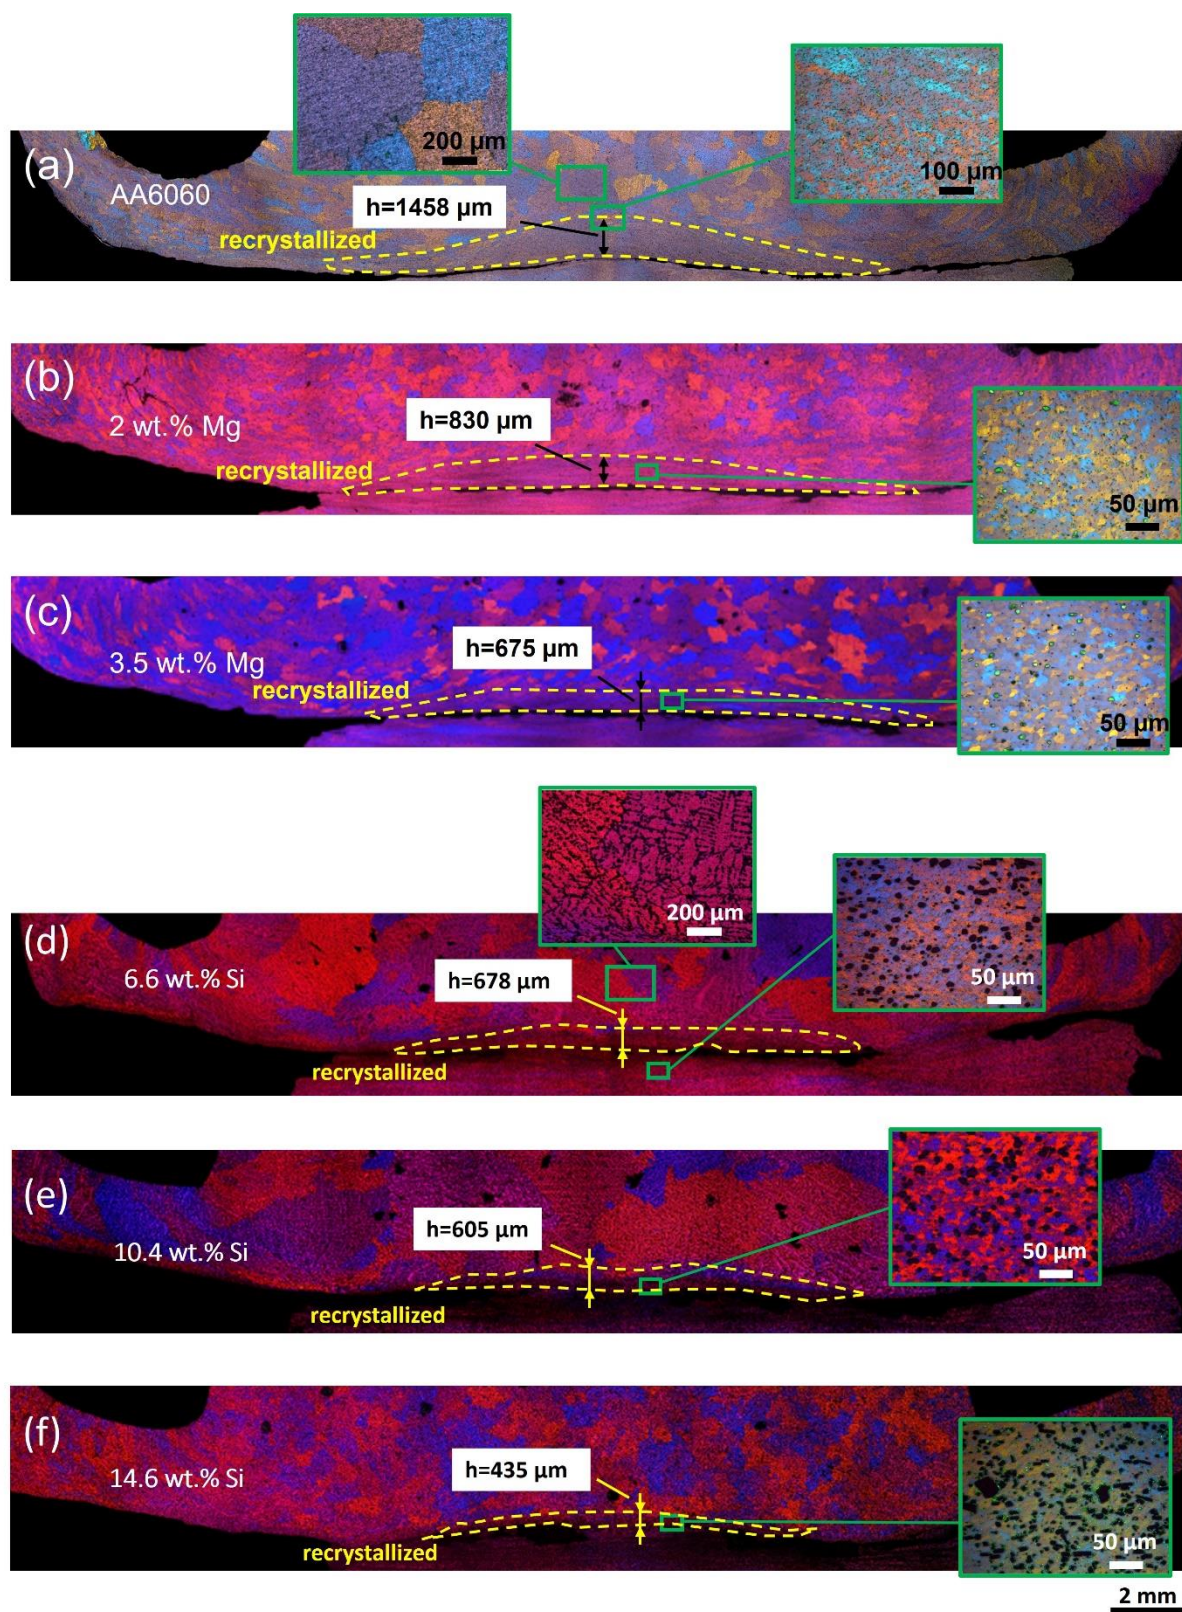 200 µm
100 µm
(a)
AA6060
h=1458 µm
recrystallized
(b)
2 wt.% Mg
h=830 µm
recrystallized
50 µm
(c)
3.5 wt.% Mg
h=675 µm
recrystallized
50 µm
200 µm
(d)
6.6 wt.% Si
h=678 µm
50 µm
recrystallized
(e)
10.4 wt.% Si
h=605 µm
50 µm
recrystallized
(f)
14.6 wt.% Si
h=435 µm
recrystallized
50 µm
2 mm